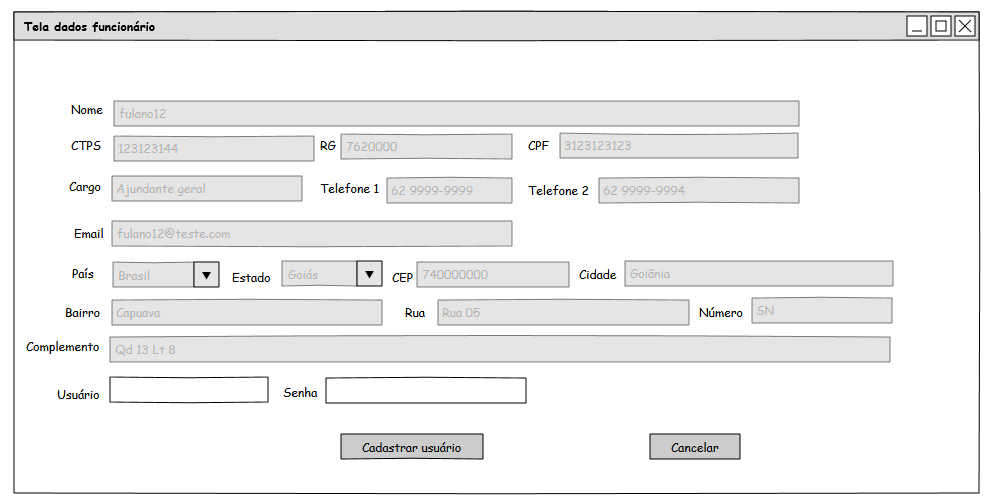 Tela dados funcionário
Nome fulano12
CTPS 123123144 RG 7620000 CPF 3123123123
Cargo Ajundante geral Telefone 1 62 9999-9999 Telefone 2 62 9999-9994
Email fulano12@teste.com
País Brasil Estado Goiás CEP 740000000 Cidade Goiânia
Bairro Capuava Rua Rua 05 Número SN
Complemento Qd 13 Lt 8
Usuário Senha
Cadastrar usuário Cancelar